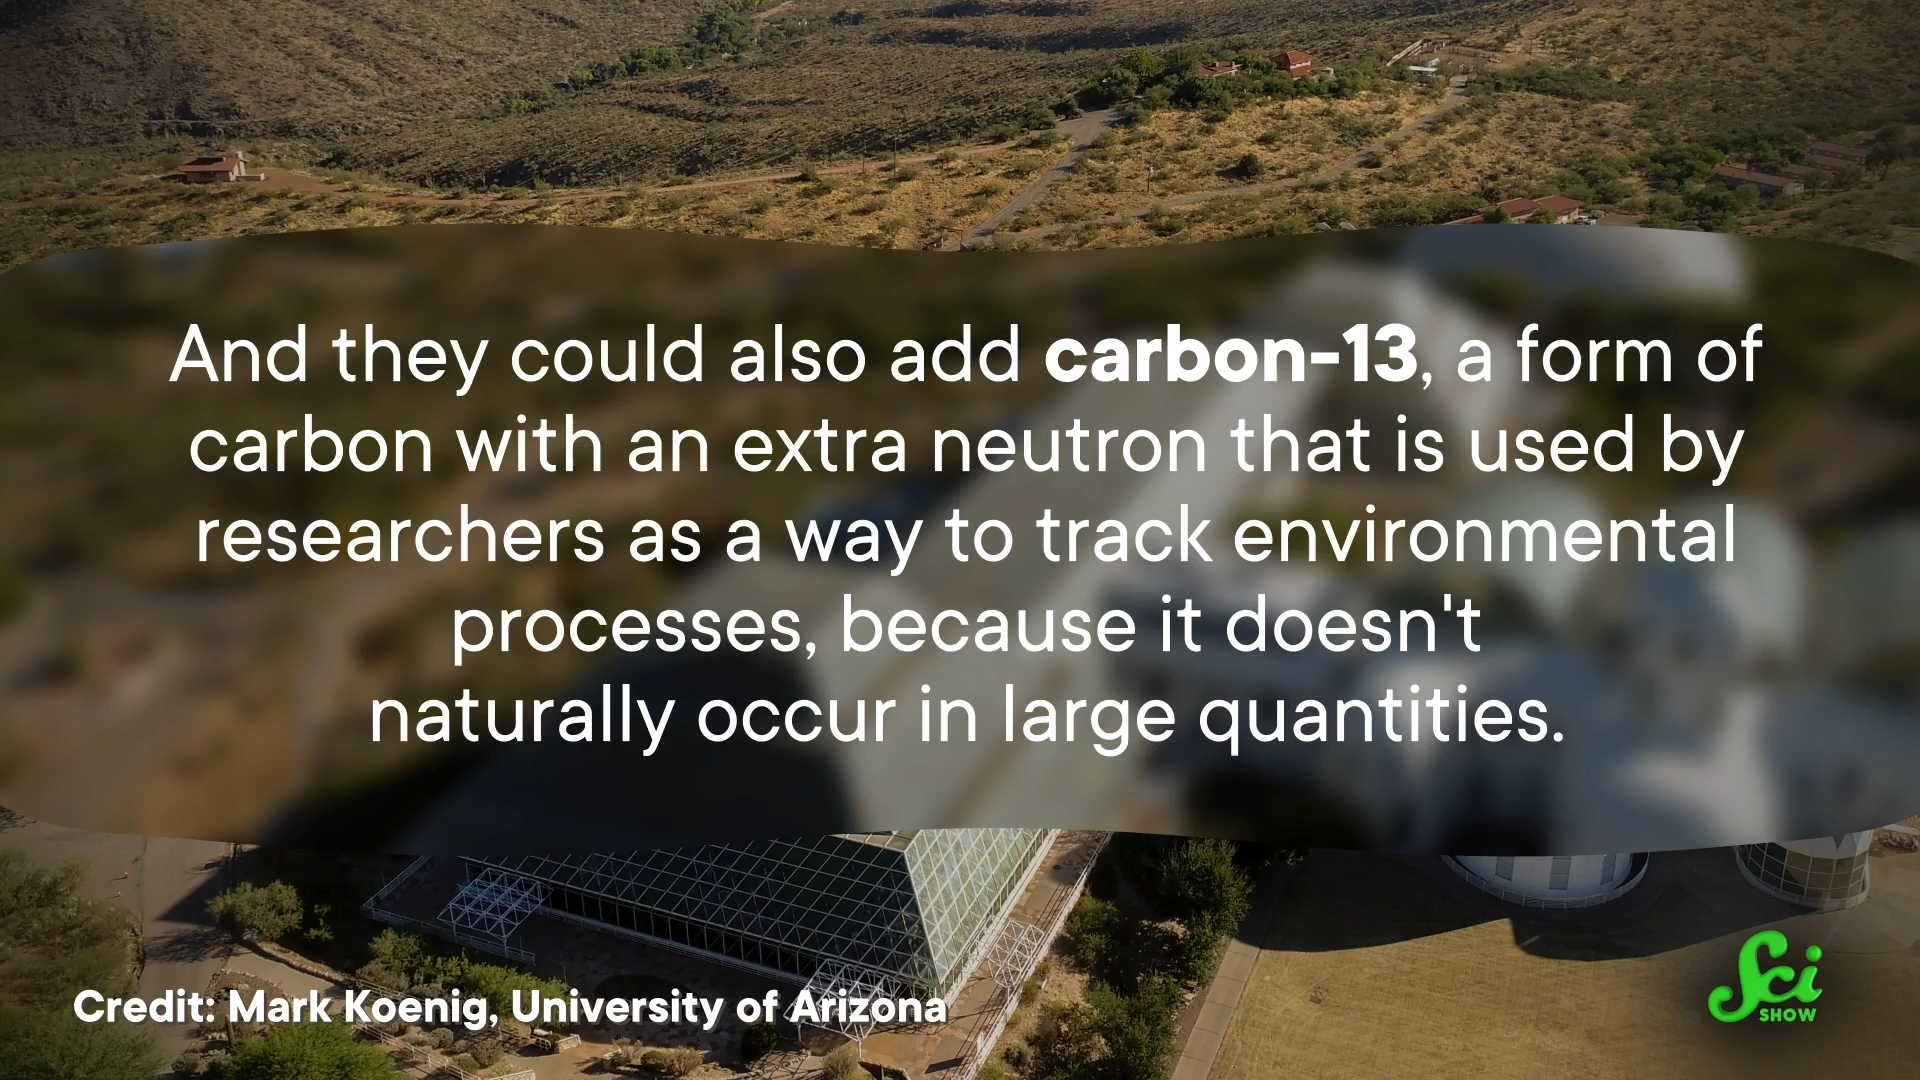 And they could also add carbon-13, a form of
carbon with an extra neutron that is used by
researchers as a way to track environmental
processes, because it doesn't
naturally occur in large quantities.
Credit: Mark Koenig, University of Arizona
Sci
SHOW